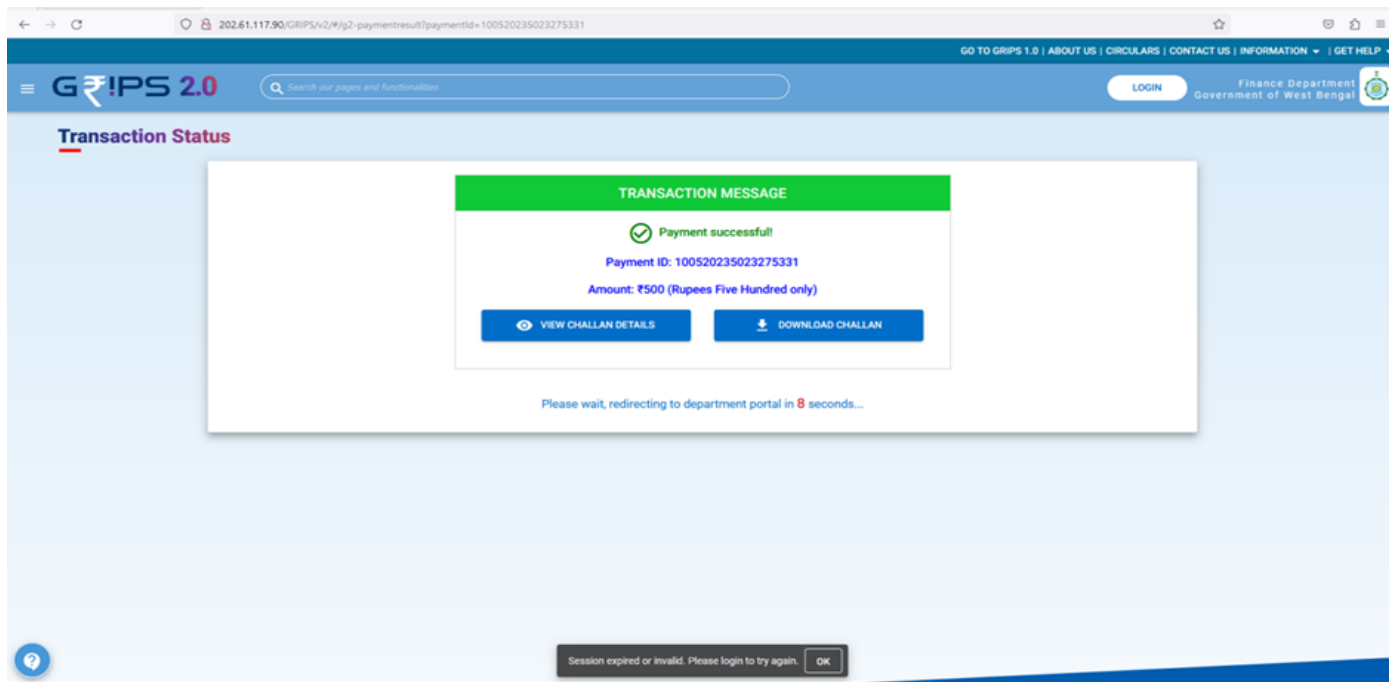 202.61.117.90/GRIPS/v2/#/g2-paymentresult?paymentId=100520235023275331
GO TO GRIPS 1.0 | ABOUT US | CIRCULARS | CONTACT US | INFORMATION | GET HELP
G₹!PS 2.0
Search our pages and functionalities
LOGIN
Finance Department
Government of West Bengal
Transaction Status
TRANSACTION MESSAGE
Payment successful!
Payment ID: 100520235023275331
Amount: ₹500 (Rupees Five Hundred only)
VIEW CHALLAN DETAILS
DOWNLOAD CHALLAN
Please wait, redirecting to department portal in 8 seconds...
Session expired or invalid. Please login to try again. OK